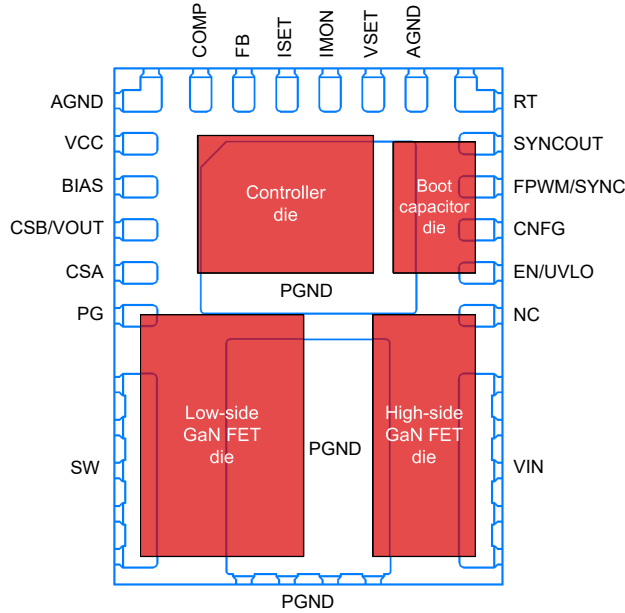 COMP
FB
ISET
IMON
VSET
AGND
AGND
RT
VCC
SYNCOUT
BIAS
FPWM/SYNC
CSB/VOUT
CNFG
CSA
EN/UVLO
PG
NC
Controller
die
Boot
capacitor
die
PGND
Low-side
GaN FET
die
PGND
High-side
GaN FET
die
SW
VIN
PGND